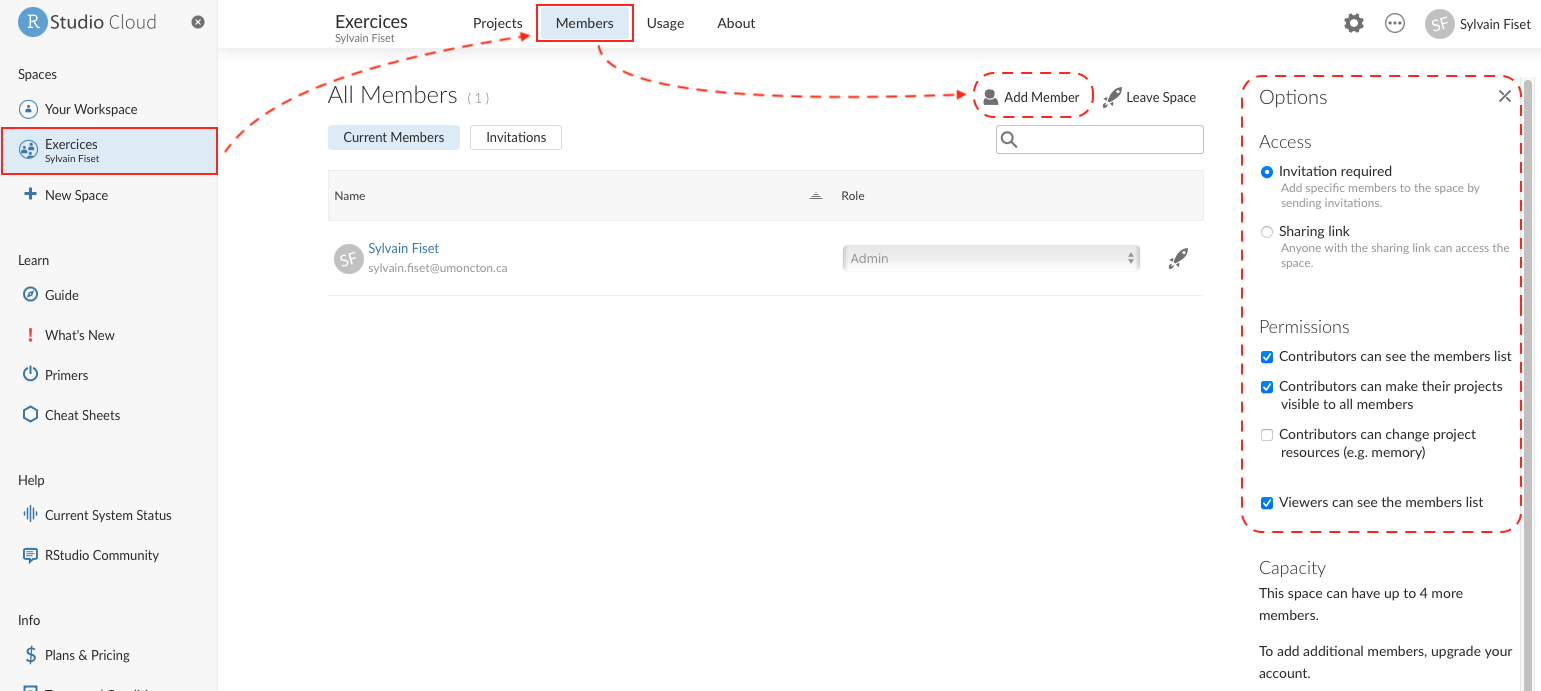 R Studio Cloud
Spaces
Your Workspace
Exercices
Sylvain Fiset
New Space
Learn
Guide
What's New
Primers
Cheat Sheets
Help
Current System Status
RStudio Community
Info
Plans & Pricing
Exercices
Sylvain Fiset
Projects
Members
Usage
About
SF
Sylvain Fiset
All Members ( 1 )
Add Member
Leave Space
Current Members
Invitations
Name
Role
SF
Sylvain Fiset
sylvain.fiset@umoncton.ca
Admin
Options
Access
Invitation required
Add specific members to the space by
sending invitations.
Sharing link
Anyone with the sharing link can access the
space.
Permissions
Contributors can see the members list
Contributors can make their projects
visible to all members
Contributors can change project
resources (e.g. memory)
Viewers can see the members list
Capacity
This space can have up to 4 more
members.
To add additional members, upgrade your
account.